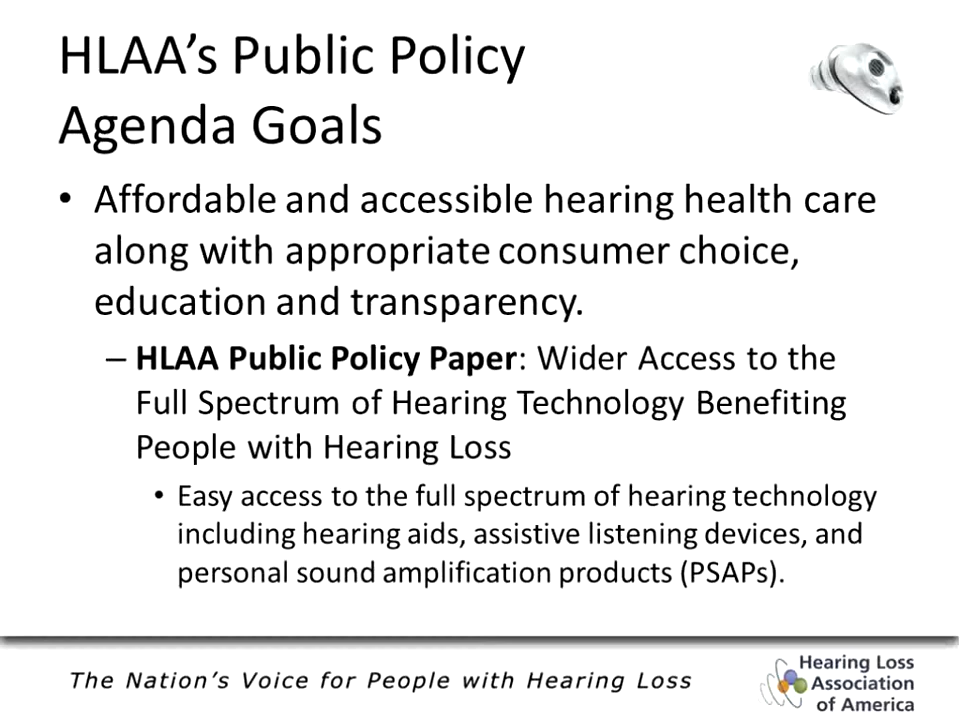 HLAA’s Public Policy
Agenda Goals
• Affordable and accessible hearing health care
along with appropriate consumer choice,
education and transparency.
– HLAA Public Policy Paper: Wider Access to the
Full Spectrum of Hearing Technology Benefiting
People with Hearing Loss
• Easy access to the full spectrum of hearing technology
including hearing aids, assistive listening devices, and
personal sound amplification products (PSAPs).
The Nation’s Voice for People with Hearing Loss
Hearing Loss
Association
of America